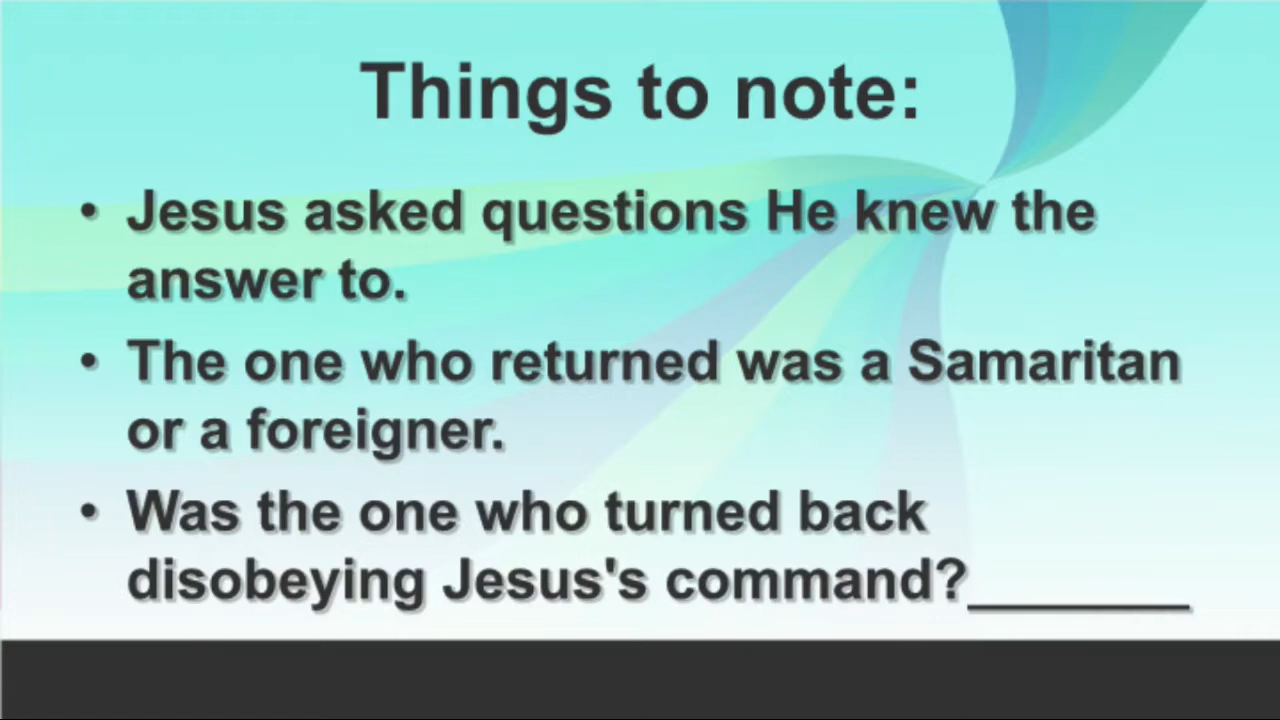 Things to note:
• Jesus asked questions He knew the
answer to.
• The one who returned was a Samaritan
or a foreigner.
• Was the one who turned back
disobeying Jesus's command?_______